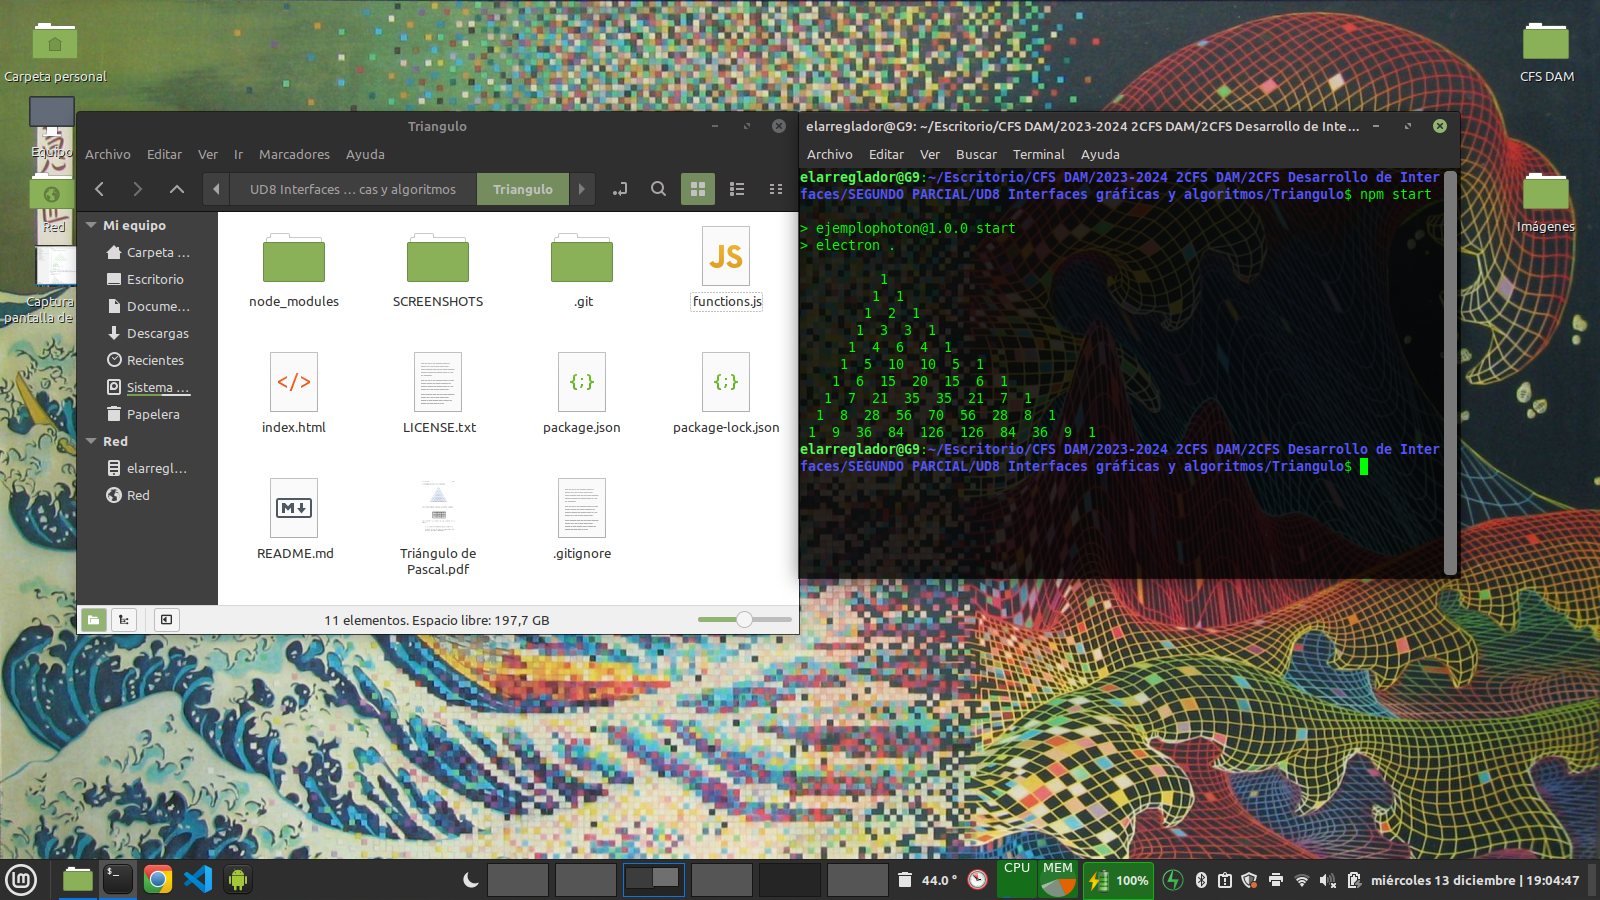 Carpeta personal
Equipo
Red
Captura
pantalla de
CFS DAM
Imágenes
Triangulo
Archivo Editar Ver Ir Marcadores Ayuda
UD8 Interfaces ... cas y algoritmos Triangulo
Mi equipo
Carpeta ...
Escritorio
Docume...
Descargas
Recientes
Sistema ...
Papelera
Red
elarregl...
Red
node_modules SCREENSHOTS .git JS functions.js
</> index.html LICENSE.txt {;} package.json {;} package-lock.json
M README.md Triángulo de
Pascal.pdf .gitignore
11 elementos. Espacio libre: 197,7 GB
elarreglador@G9: ~/Escritorio/CFS DAM/2023-2024 2CFS DAM/2CFS Desarrollo de Inte...
Archivo Editar Ver Buscar Terminal Ayuda
elarreglador@G9:~/Escritorio/CFS DAM/2023-2024 2CFS DAM/2CFS Desarrollo de Inter
faces/SEGUNDO PARCIAL/UD8 Interfaces gráficas y algoritmos/Triangulo$ npm start
> ejemplophoton@1.0.0 start
> electron .
1
1 1
1 2 1
1 3 3 1
1 4 6 4 1
1 5 10 10 5 1
1 6 15 20 15 6 1
1 7 21 35 35 21 7 1
1 8 28 56 70 56 28 8 1
1 9 36 84 126 126 84 36 9 1
elarreglador@G9:~/Escritorio/CFS DAM/2023-2024 2CFS DAM/2CFS Desarrollo de Inter
faces/SEGUNDO PARCIAL/UD8 Interfaces gráficas y algoritmos/Triangulo$
$_ 44.0 ° CPU MEM 100% miércoles 13 diciembre | 19:04:47